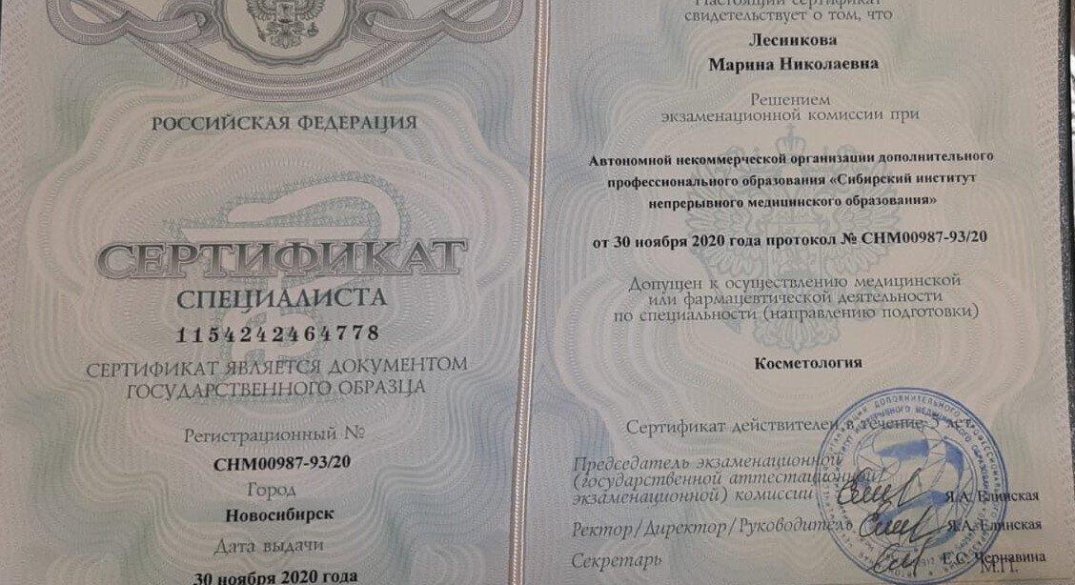 РОССИЙСКАЯ ФЕДЕРАЦИЯ
СЕРТИФИКАТ
СПЕЦИАЛИСТА
1154242464778
СЕРТИФИКАТ ЯВЛЯЕТСЯ ДОКУМЕНТОМ
ГОСУДАРСТВЕННОГО ОБРАЗЦА
Регистрационный №
СНМ00987-93/20
Город
Новосибирск
Дата выдачи
30 ноября 2020 года
Настоящий сертификат
свидетельствует о том, что
Лесникова
Марина Николаевна
Решением
экзаменационной комиссии при
Автономной некоммерческой организации дополнительного
профессионального образования «Сибирский институт
непрерывного медицинского образования»
от 30 ноября 2020 года протокол № СНМ00987-93/20
Допущен к осуществлению медицинской
или фармацевтической деятельности
по специальности (направлению подготовки)
Косметология
Сертификат действителен в течение 5 лет
Председатель экзаменационной
(государственной аттестационной
экзаменационной) комиссии Я.А. Елинская
Ректор/Директор/Руководитель Я.А. Елинская
Секретарь Е.С. Чернавина
М.П.